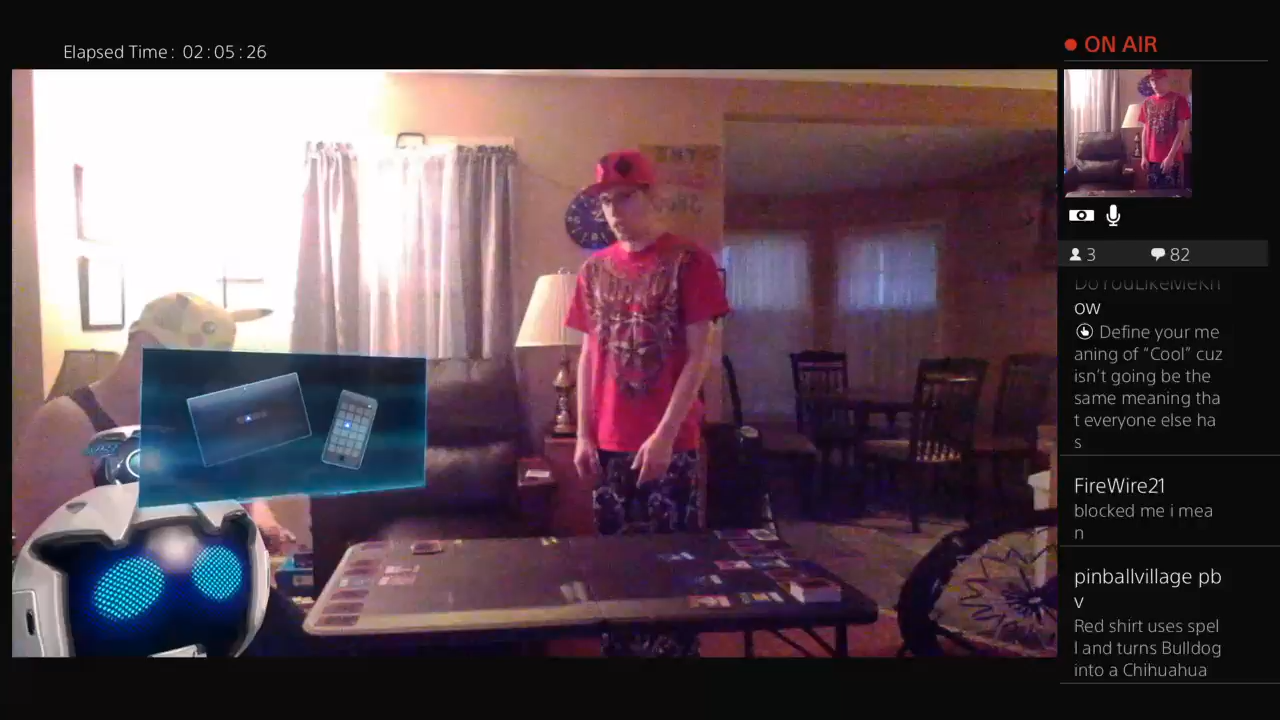 Elapsed Time: 02:05:26
ON AIR
3 82
DoYouLikeMeKn
ow
Define your me
aning of “Cool” cuz
isn't going be the
same meaning tha
t everyone else ha
s
FireWire21
blocked me i mea
n
pinballvillage pb
v
Red shirt uses spel
l and turns Bulldog
into a Chihuahua